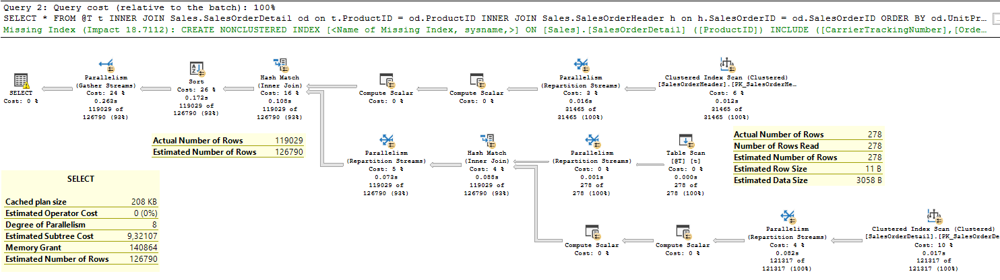 Query 2: Query cost (relative to the batch): 100%
SELECT * FROM @T t INNER JOIN Sales.SalesOrderDetail od on t.ProductID = od.ProductID INNER JOIN Sales.SalesOrderHeader h on h.SalesOrderID = od.SalesOrderID ORDER BY od.UnitPr...
Missing Index (Impact 18.7112): CREATE NONCLUSTERED INDEX [<Name of Missing Index, sysname,>] ON [Sales].[SalesOrderDetail] ([ProductID]) INCLUDE ([CarrierTrackingNumber],[Orde...
SELECT
Cost: 0 %
Parallelism
(Gather Streams)
Cost: 24 %
0.263s
119029 of
126790 (93%)
Sort
Cost: 26 %
0.172s
119029 of
126790 (93%)
Hash Match
(Inner Join)
Cost: 16 %
0.108s
119029 of
126790 (93%)
Compute Scalar
Cost: 0 %
Compute Scalar
Cost: 0 %
Parallelism
(Repartition Streams)
Cost: 3 %
0.016s
31465 of
31465 (100%)
Clustered Index Scan (Clustered)
[SalesOrderHeader].[PK_SalesOrderHe...
Cost: 6 %
0.012s
31465 of
31465 (100%)
Actual Number of Rows 119029
Estimated Number of Rows 126790
Parallelism
(Repartition Streams)
Cost: 5 %
0.073s
119029 of
126790 (93%)
Hash Match
(Inner Join)
Cost: 4 %
0.088s
119029 of
126790 (93%)
Parallelism
(Repartition Streams)
Cost: 0 %
0.001s
278 of
278 (100%)
Table Scan
[@T] [t]
Cost: 0 %
0.000s
278 of
278 (100%)
Actual Number of Rows 278
Number of Rows Read 278
Estimated Number of Rows 278
Estimated Row Size 11 B
Estimated Data Size 3058 B
SELECT
Cached plan size 208 KB
Estimated Operator Cost 0 (0%)
Degree of Parallelism 8
Estimated Subtree Cost 9,32107
Memory Grant 140864
Estimated Number of Rows 126790
Compute Scalar
Cost: 0 %
Compute Scalar
Cost: 0 %
Parallelism
(Repartition Streams)
Cost: 4 %
0.082s
121317 of
121317 (100%)
Clustered Index Scan (Clustered)
[SalesOrderDetail].[PK_SalesOrderDe
Cost: 10 %
0.017s
121317 of
121317 (100%)